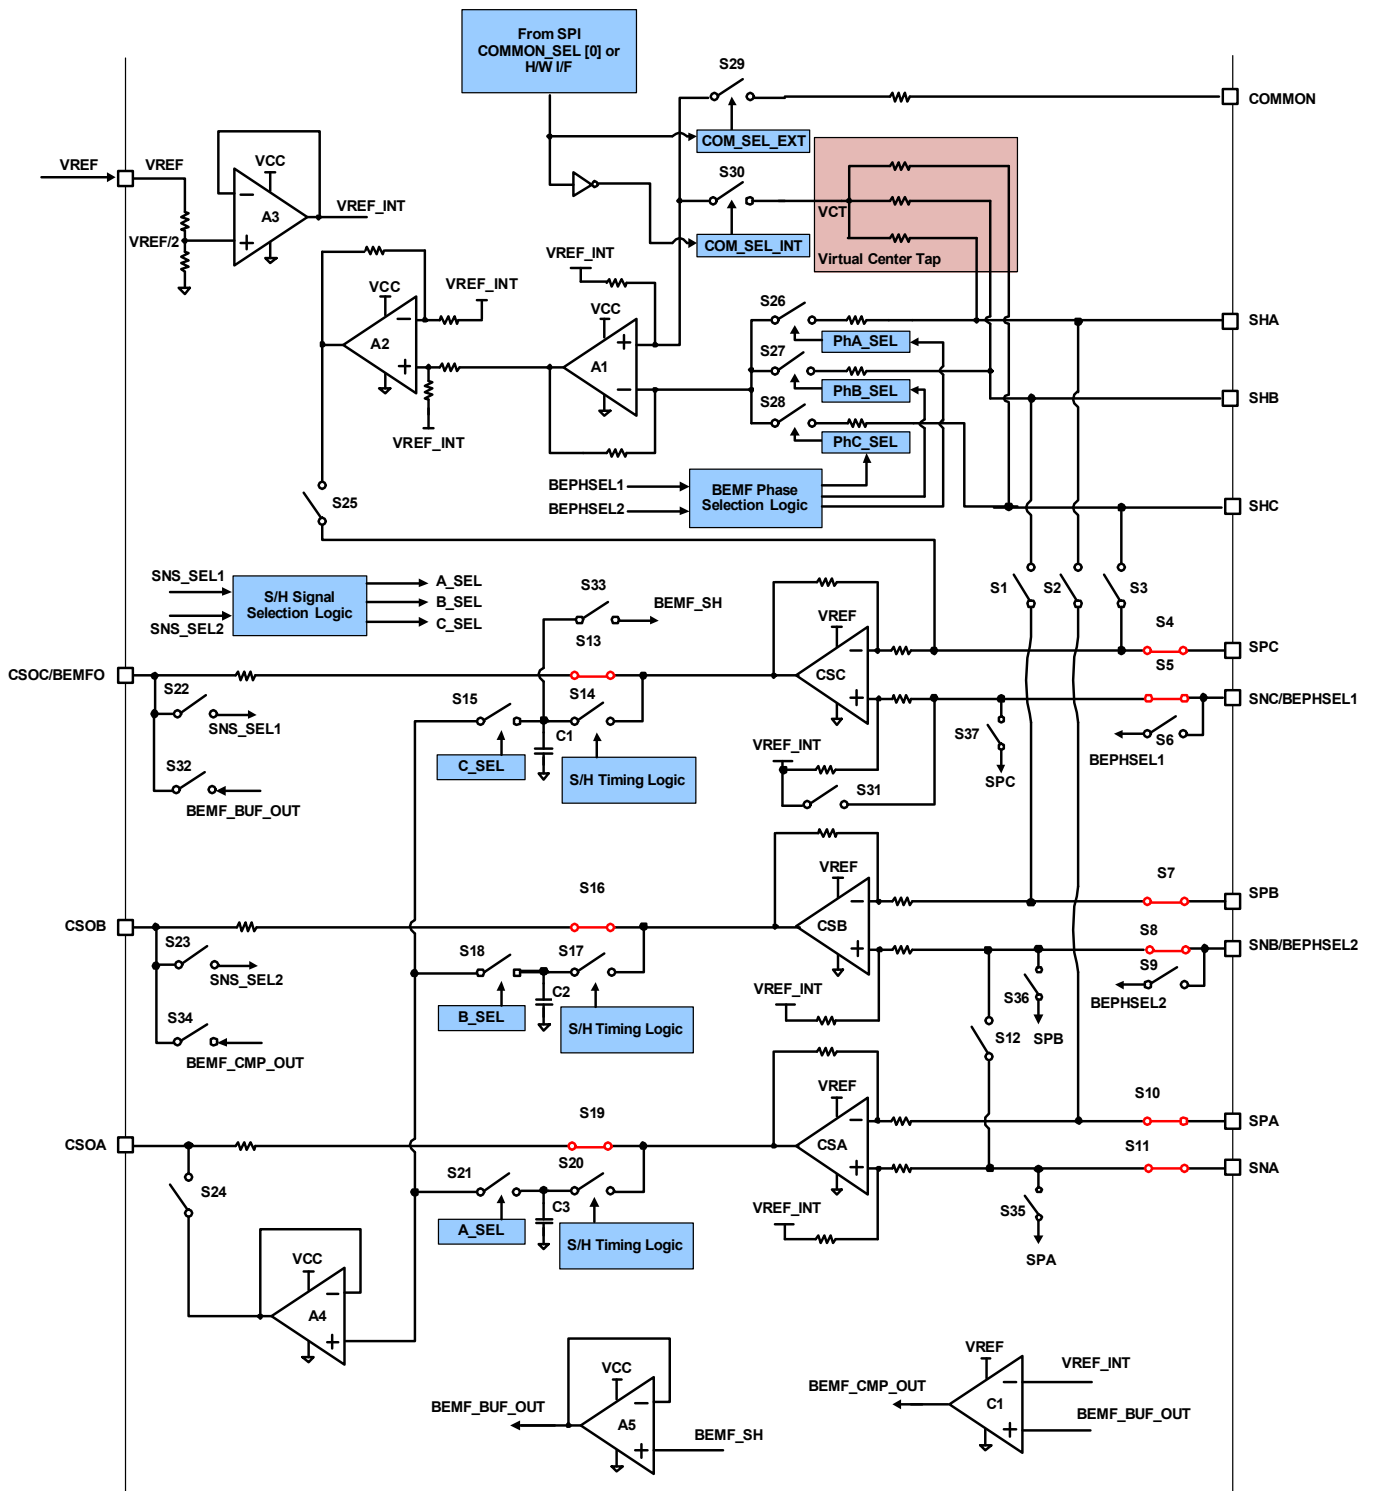 From SPI
COMMON_SEL [0] or
H/W I/F
S29
COMMON
COM_SEL_EXT
VREF
VREF
VCC
A3
VREF_INT
VREF/2
S30
VCT
COM_SEL_INT
Virtual Center Tap
VREF_INT
VCC
VREF_INT
A2
VREF_INT
VCC
A1
S26
PhA_SEL
SHA
S27
PhB_SEL
SHB
S28
PhC_SEL
S25
BEPHSEL1
BEPHSEL2
BEMF Phase
Selection Logic
SHC
SNS_SEL1
SNS_SEL2
S/H Signal
Selection Logic
A_SEL
B_SEL
C_SEL
S33
BEMF_SH
S1
S2
S3
S13
VREF
CSC
S4
SPC
S5
CSOC/BEMFO
S22
SNS_SEL1
S15
S14
C1
C_SEL
S/H Timing Logic
SNC/BEPHSEL1
S37
SPC
S6
BEPHSEL1
S32
BEMF_BUF_OUT
VREF_INT
S31
S16
VREF
CSB
S7
SPB
CSOB
S23
SNS_SEL2
S18
S17
C2
B_SEL
S/H Timing Logic
S8
SNB/BEPHSEL2
S9
BEPHSEL2
S36
SPB
VREF_INT
S12
S34
BEMF_CMP_OUT
S19
VREF
CSA
S10
SPA
CSOA
S24
S21
S20
C3
A_SEL
S/H Timing Logic
S11
SNA
VREF_INT
S35
SPA
VCC
A4
VCC
A5
BEMF_BUF_OUT
BEMF_SH
VREF
VREF_INT
BEMF_CMP_OUT
C1
BEMF_BUF_OUT